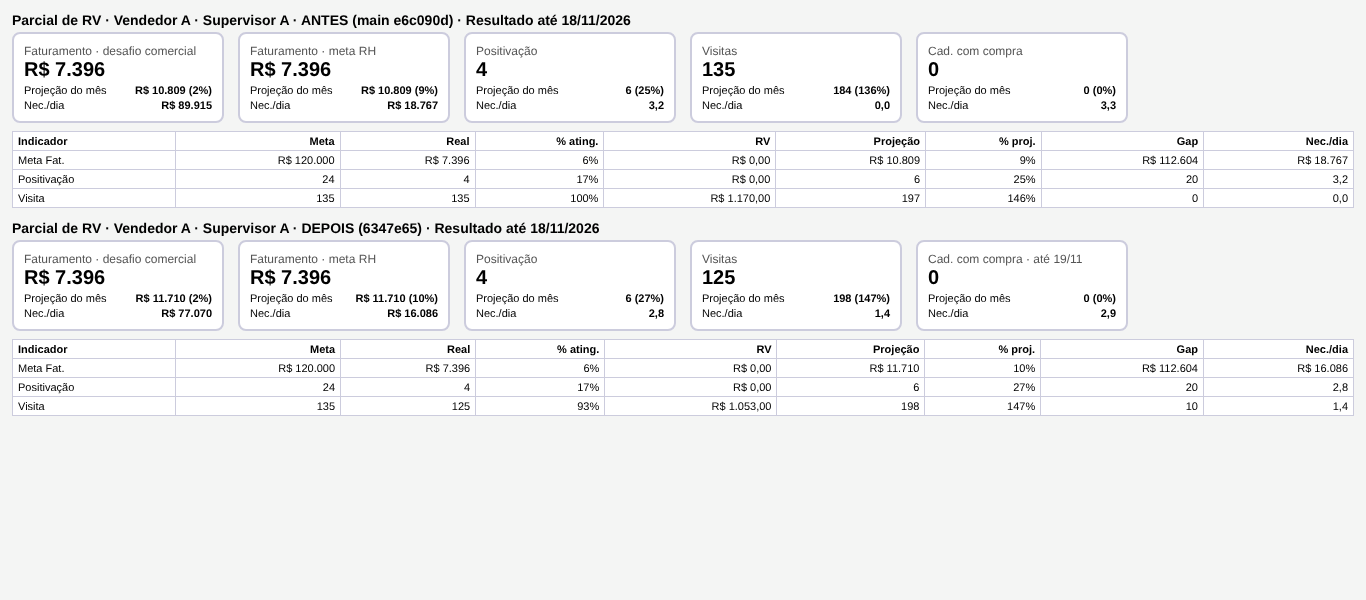 Parcial de RV · Vendedor A · Supervisor A · ANTES (main e6c090d) · Resultado até 18/11/2026
Faturamento · desafio comercial
R$ 7.396
Projeção do mês R$ 10.809 (2%)
Nec./dia R$ 89.915
Faturamento · meta RH
R$ 7.396
Projeção do mês R$ 10.809 (9%)
Nec./dia R$ 18.767
Positivação
4
Projeção do mês 6 (25%)
Nec./dia 3,2
Visitas
135
Projeção do mês 184 (136%)
Nec./dia 0,0
Cad. com compra
0
Projeção do mês 0 (0%)
Nec./dia 3,3
Indicador Meta Real % ating. RV Projeção % proj. Gap Nec./dia
Meta Fat. R$ 120.000 R$ 7.396 6% R$ 0,00 R$ 10.809 9% R$ 112.604 R$ 18.767
Positivação 24 4 17% R$ 0,00 6 25% 20 3,2
Visita 135 135 100% R$ 1.170,00 197 146% 0 0,0
Parcial de RV · Vendedor A · Supervisor A · DEPOIS (6347e65) · Resultado até 18/11/2026
Faturamento · desafio comercial
R$ 7.396
Projeção do mês R$ 11.710 (2%)
Nec./dia R$ 77.070
Faturamento · meta RH
R$ 7.396
Projeção do mês R$ 11.710 (10%)
Nec./dia R$ 16.086
Positivação
4
Projeção do mês 6 (27%)
Nec./dia 2,8
Visitas
125
Projeção do mês 198 (147%)
Nec./dia 1,4
Cad. com compra · até 19/11
0
Projeção do mês 0 (0%)
Nec./dia 2,9
Indicador Meta Real % ating. RV Projeção % proj. Gap Nec./dia
Meta Fat. R$ 120.000 R$ 7.396 6% R$ 0,00 R$ 11.710 10% R$ 112.604 R$ 16.086
Positivação 24 4 17% R$ 0,00 6 27% 20 2,8
Visita 135 125 93% R$ 1.053,00 198 147% 10 1,4